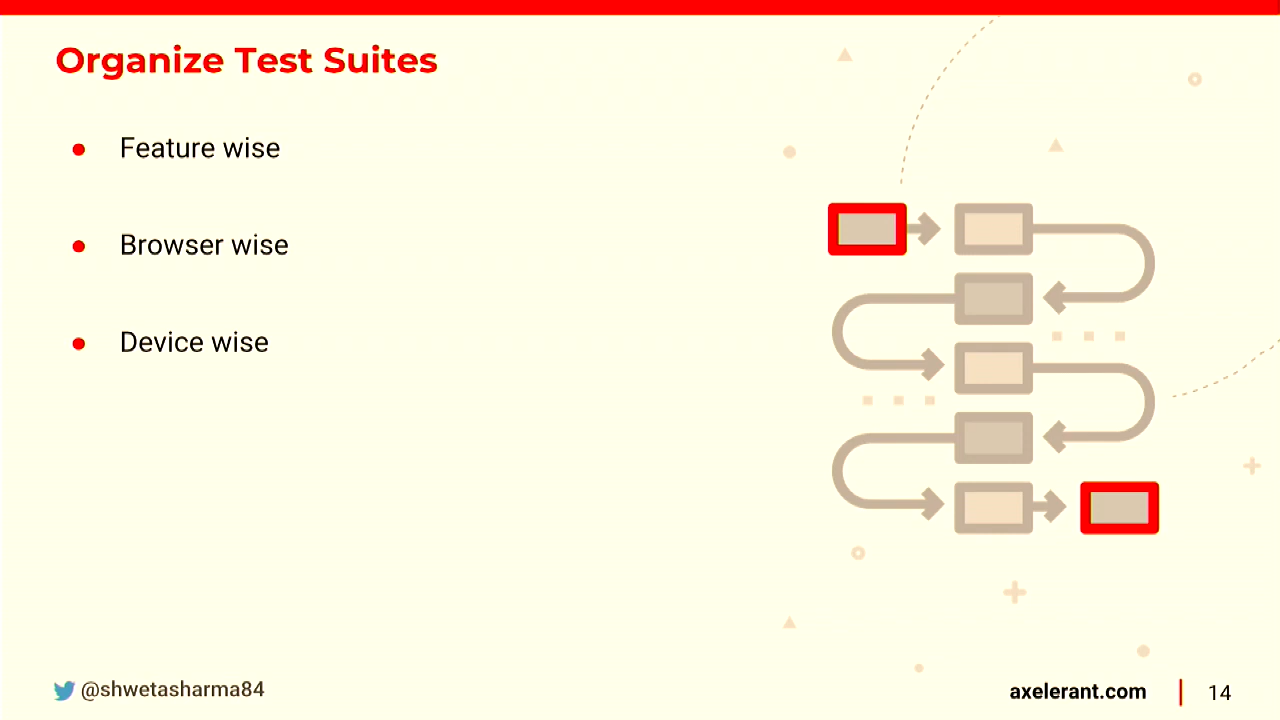 Organize Test Suites
● Feature wise
● Browser wise
● Device wise
@shwetasharma84
axelerant.com | 14